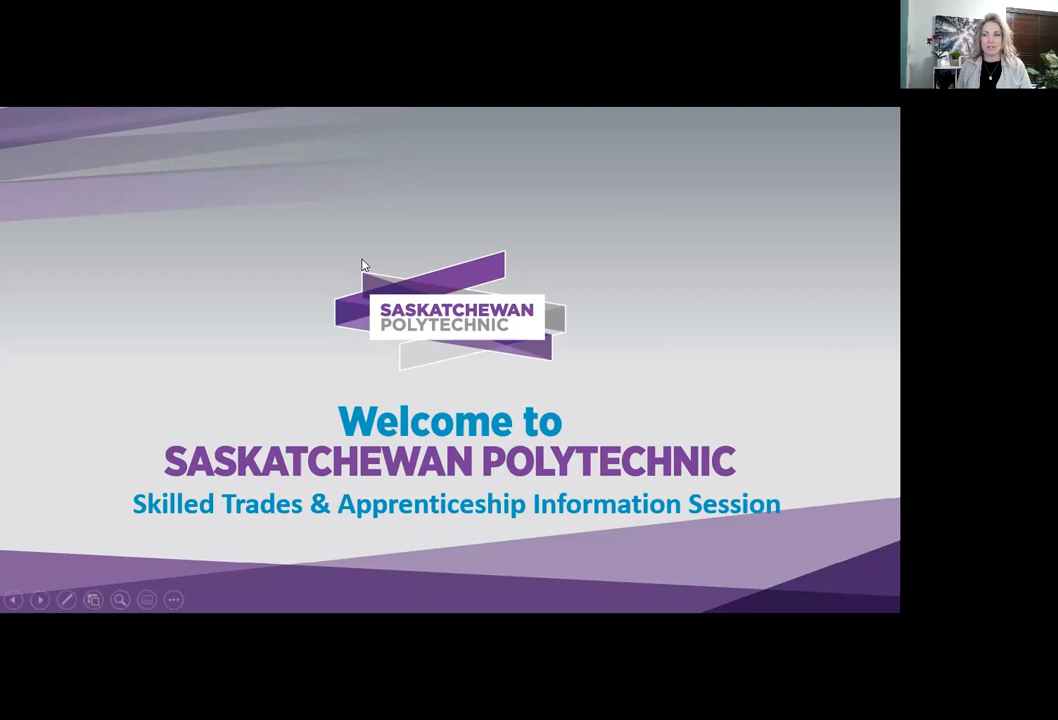 SASKATCHEWAN
POLYTECHNIC
Welcome to
SASKATCHEWAN POLYTECHNIC
Skilled Trades & Apprenticeship Information Session